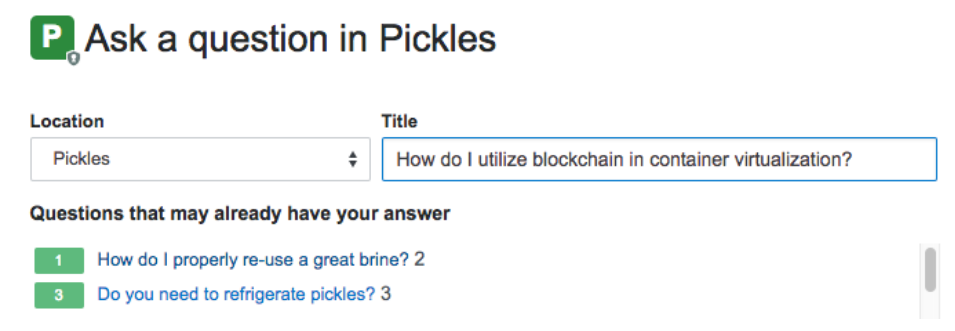 P Ask a question in Pickles
Location Title
Pickles How do I utilize blockchain in container virtualization?
Questions that may already have your answer
1 How do I properly re-use a great brine? 2
3 Do you need to refrigerate pickles? 3